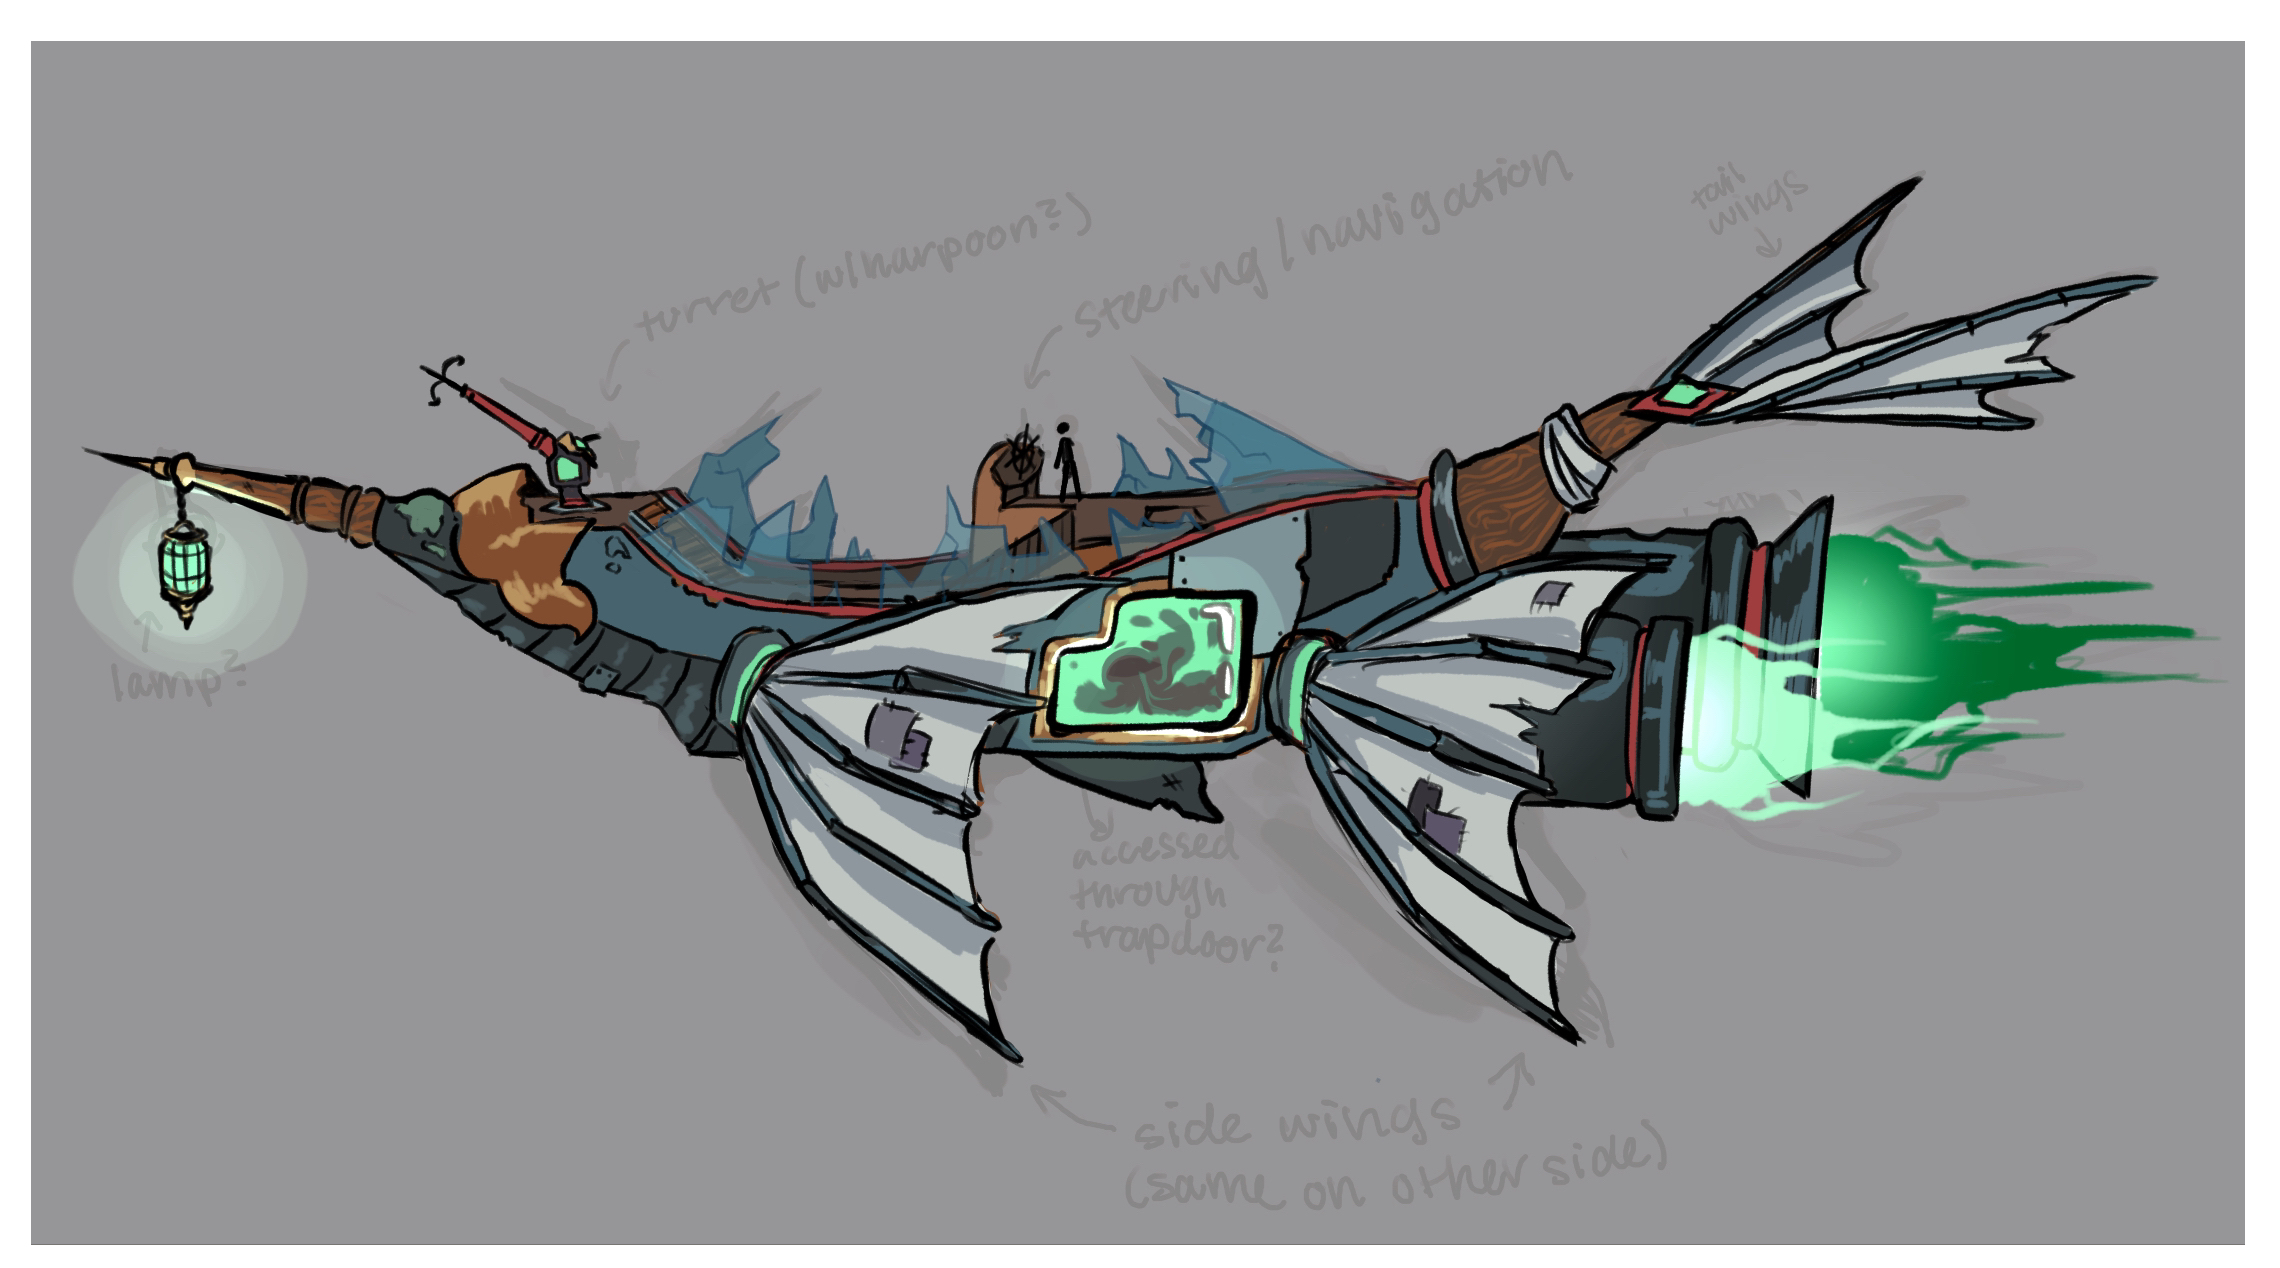 turret (w/harpoon?)
steering/navigation
tail
wings
lamp?
accessed
through
trapdoor?
side wings
(same on other side)